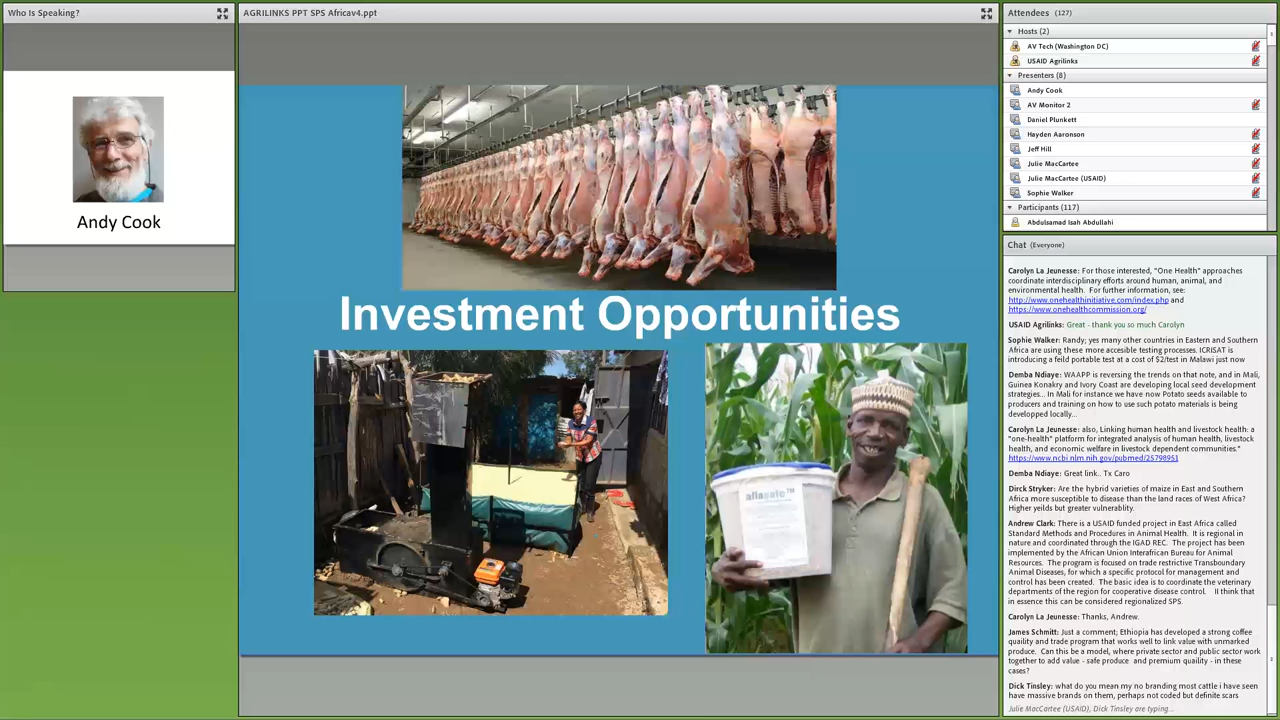 Who Is Speaking?
Andy Cook
AGRILINKS PPT SPS Africav4.ppt
Investment Opportunities
aflasafe™
Attendees (127)
Hosts (2)
AV Tech (Washington DC)
USAID Agrilinks
Presenters (8)
Andy Cook
AV Monitor 2
Daniel Plunkett
Hayden Aaronson
Jeff Hill
Julie MacCartee
Julie MacCartee (USAID)
Sophie Walker
Participants (117)
Abdulsamad Isah Abdullahi
Chat (Everyone)
Carolyn La Jeunesse: For those interested, "One Health" approaches
coordinate interdisciplinary efforts around human, animal, and
environmental health. For further information, see:
http://www.onehealthinitiative.com/index.php and
https://www.onehealthcommission.org/
USAID Agrilinks: Great - thank you so much Carolyn
Sophie Walker: Randy; yes many other countries in Eastern and Southern
Africa are using these more accesible testing processes. ICRISAT is
introducing a feild portable test at a cost of $2/test in Malawi just now
Demba Ndiaye: WAAPP is reversing the trends on that note, and in Mali,
Guinea Konakry and Ivory Coast are developing local seed development
strategies... In Mali for instance we have now Potato seeds available to
producers and training on how to use such potato materials is being
developped locally...
Carolyn La Jeunesse: also, Linking human health and livestock health: a
"one-health" platform for integrated analysis of human health, livestock
health, and economic welfare in livestock dependent communities."
https://www.ncbi.nlm.nih.gov/pubmed/25798951
Demba Ndiaye: Great link.. Tx Caro
Dirck Stryker: Are the hybrid varieties of maize in East and Southern
Africa more susceptible to disease than the land races of West Africa?
Higher yeilds but greater vulnerablity.
Andrew Clark: There is a USAID funded project in East Africa called
Standard Methods and Procedures in Animal Health. It is regional in
nature and coordinated through the IGAD REC. The project has been
implemented by the African Union Interafrican Bureau for Animal
Resources. The program is focused on trade restrictive Transboundary
Animal Diseases, for which a specific protocol for management and
control has been created. The basic idea is to coordinate the veterinary
departments of the region for cooperative disease control. II think that
in essence this can be considered regionalized SPS.
Carolyn La Jeunesse: Thanks, Andrew.
James Schmitt: Just a comment; Ethiopia has developed a strong coffee
quaility and trade program that works well to link value with unmarked
produce. Can this be a model, where private sector and public sector work
together to add value - safe produce and premium quaility - in these
cases?
Dick Tinsley: what do you mean my no branding most cattle i have seen
have massive brands on them, perhaps not coded but definite scars
Julie MacCartee (USAID), Dick Tinsley are typing...